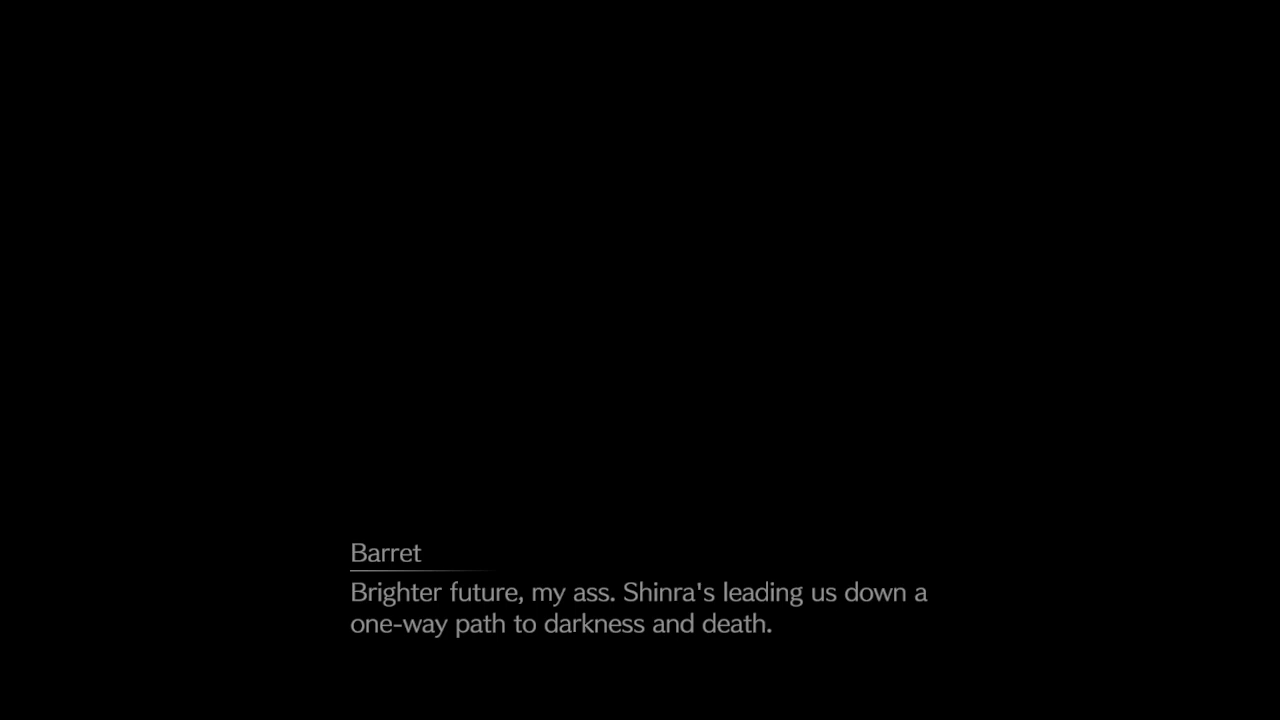 Barret
Brighter future, my ass. Shinra's leading us down a
one-way path to darkness and death.